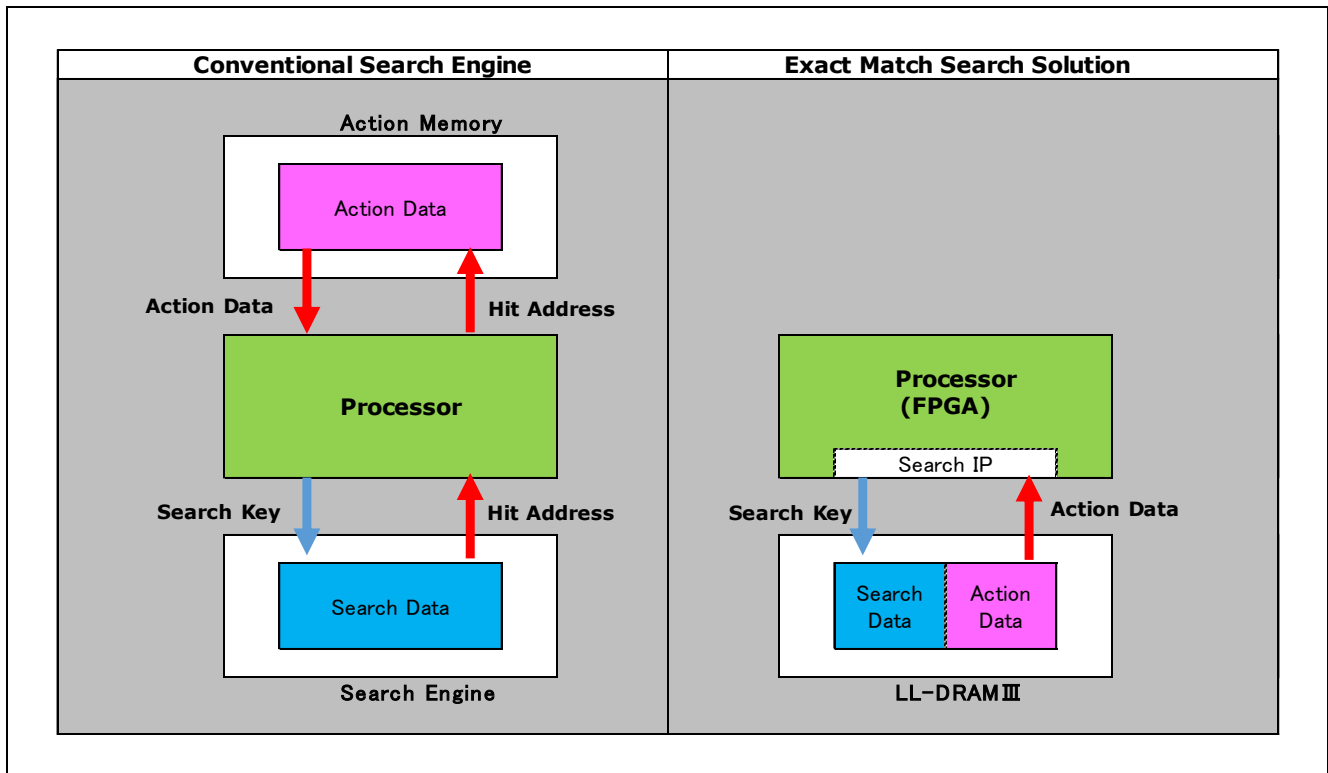 Conventional Search Engine
Action Memory
Action Data
Action Data
Hit Address
Processor
Search Key
Hit Address
Search Data
Search Engine
Exact Match Search Solution
Processor
(FPGA)
Search IP
Search Key
Action Data
Search
Data
Action
Data
LL-DRAMⅢ